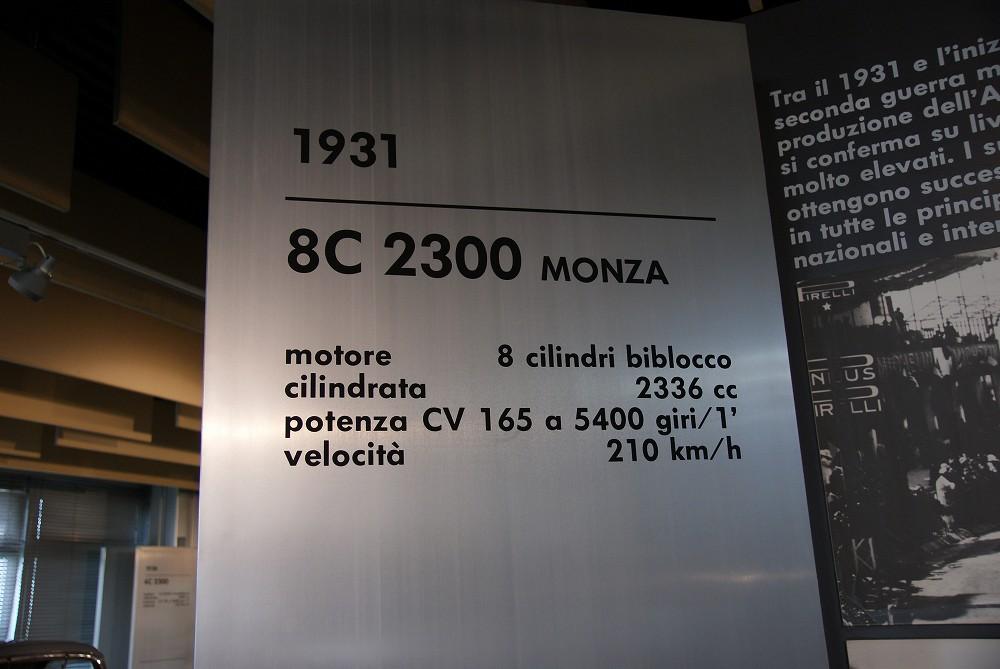 1931
8C 2300 MONZA
motore 8 cilindri biblocco
cilindrata 2336 cc
potenza CV 165 a 5400 giri/1'
velocità 210 km/h
Tra il 1931 e l'iniz
seconda guerra m
produzione dell'A
si conferma su liv
molto elevati. I su
ottengono succes
in tutte le princip
nazionali e inter
PIRELLI
PIRELLI
2300